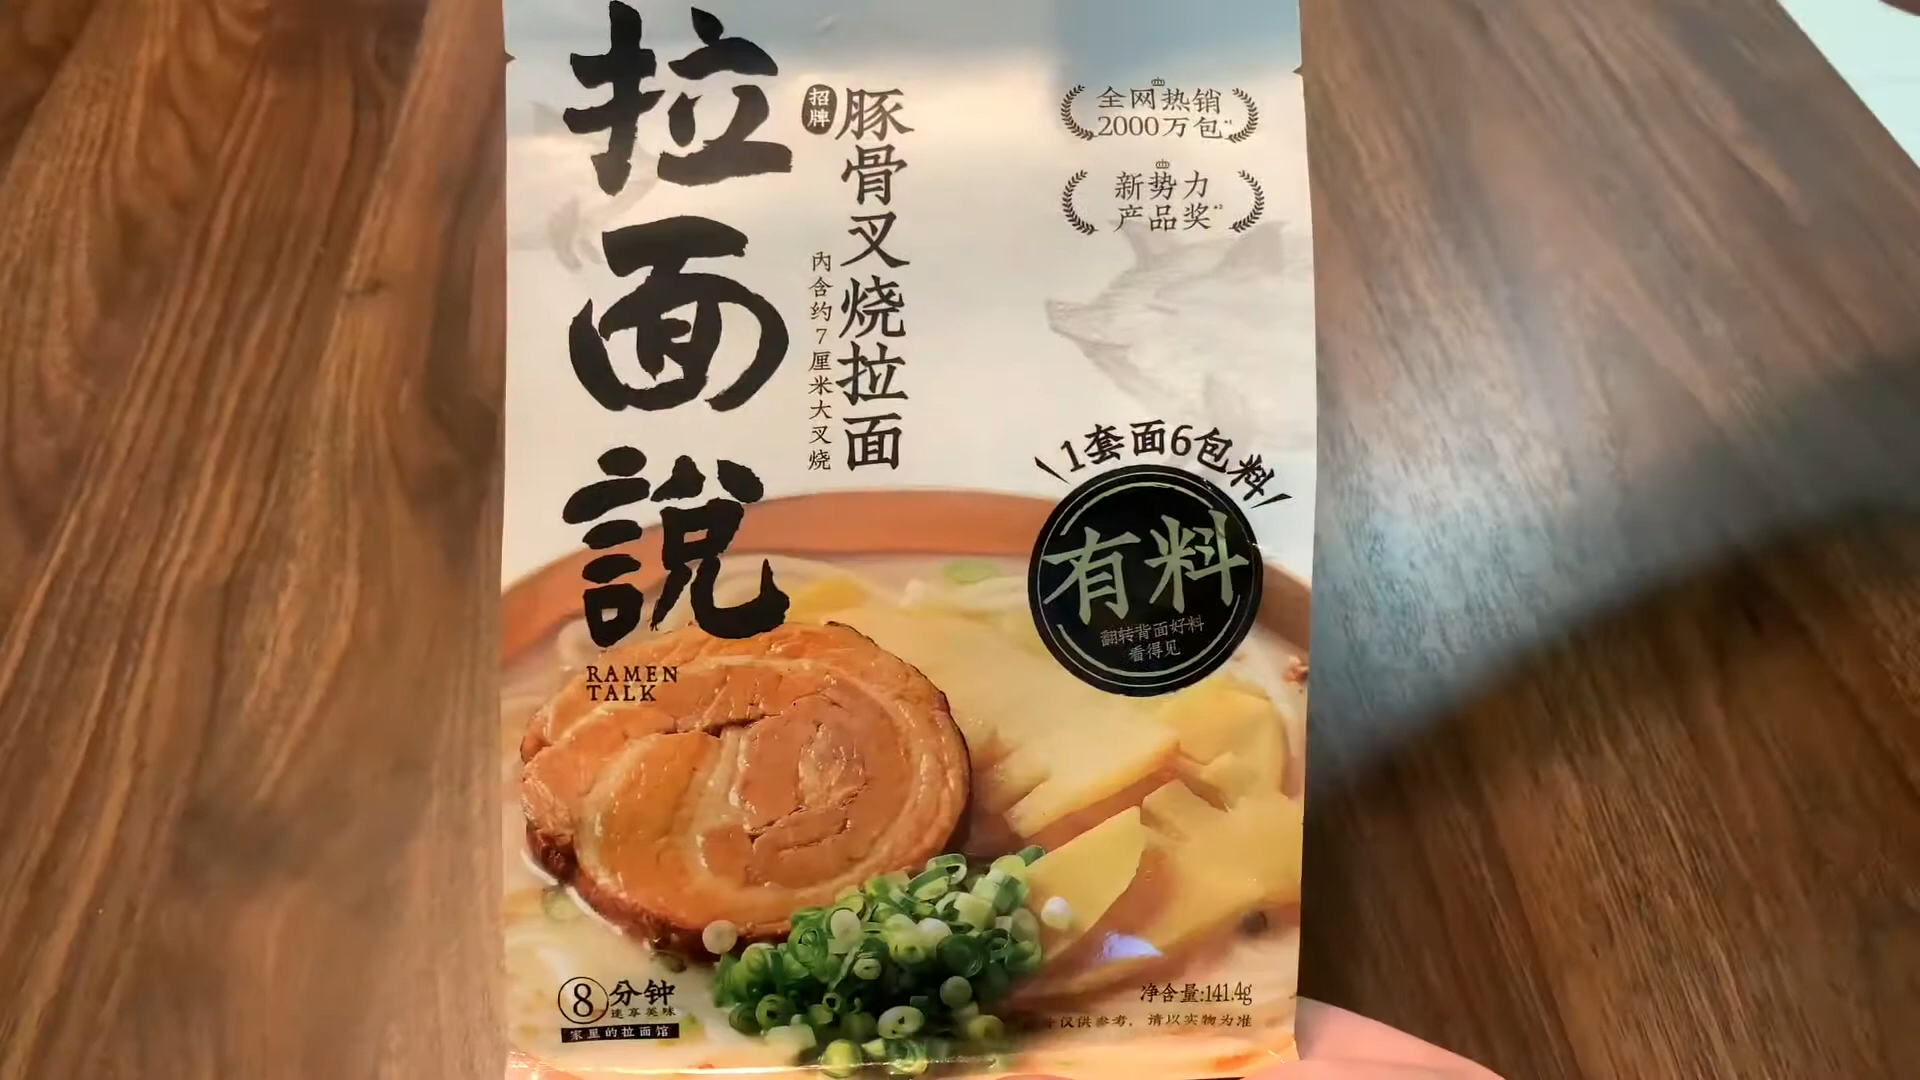 拉面説
RAMEN
TALK
招牌
豚骨叉烧拉面
内含约7厘米大叉烧
全网热销
2000万包*1
新势力
产品奖*2
1套面6包料
有料
翻转背面好料
看得见
8分钟
速享美味
家里的拉面馆
净含量:141.4g
仅供参考，请以实物为准